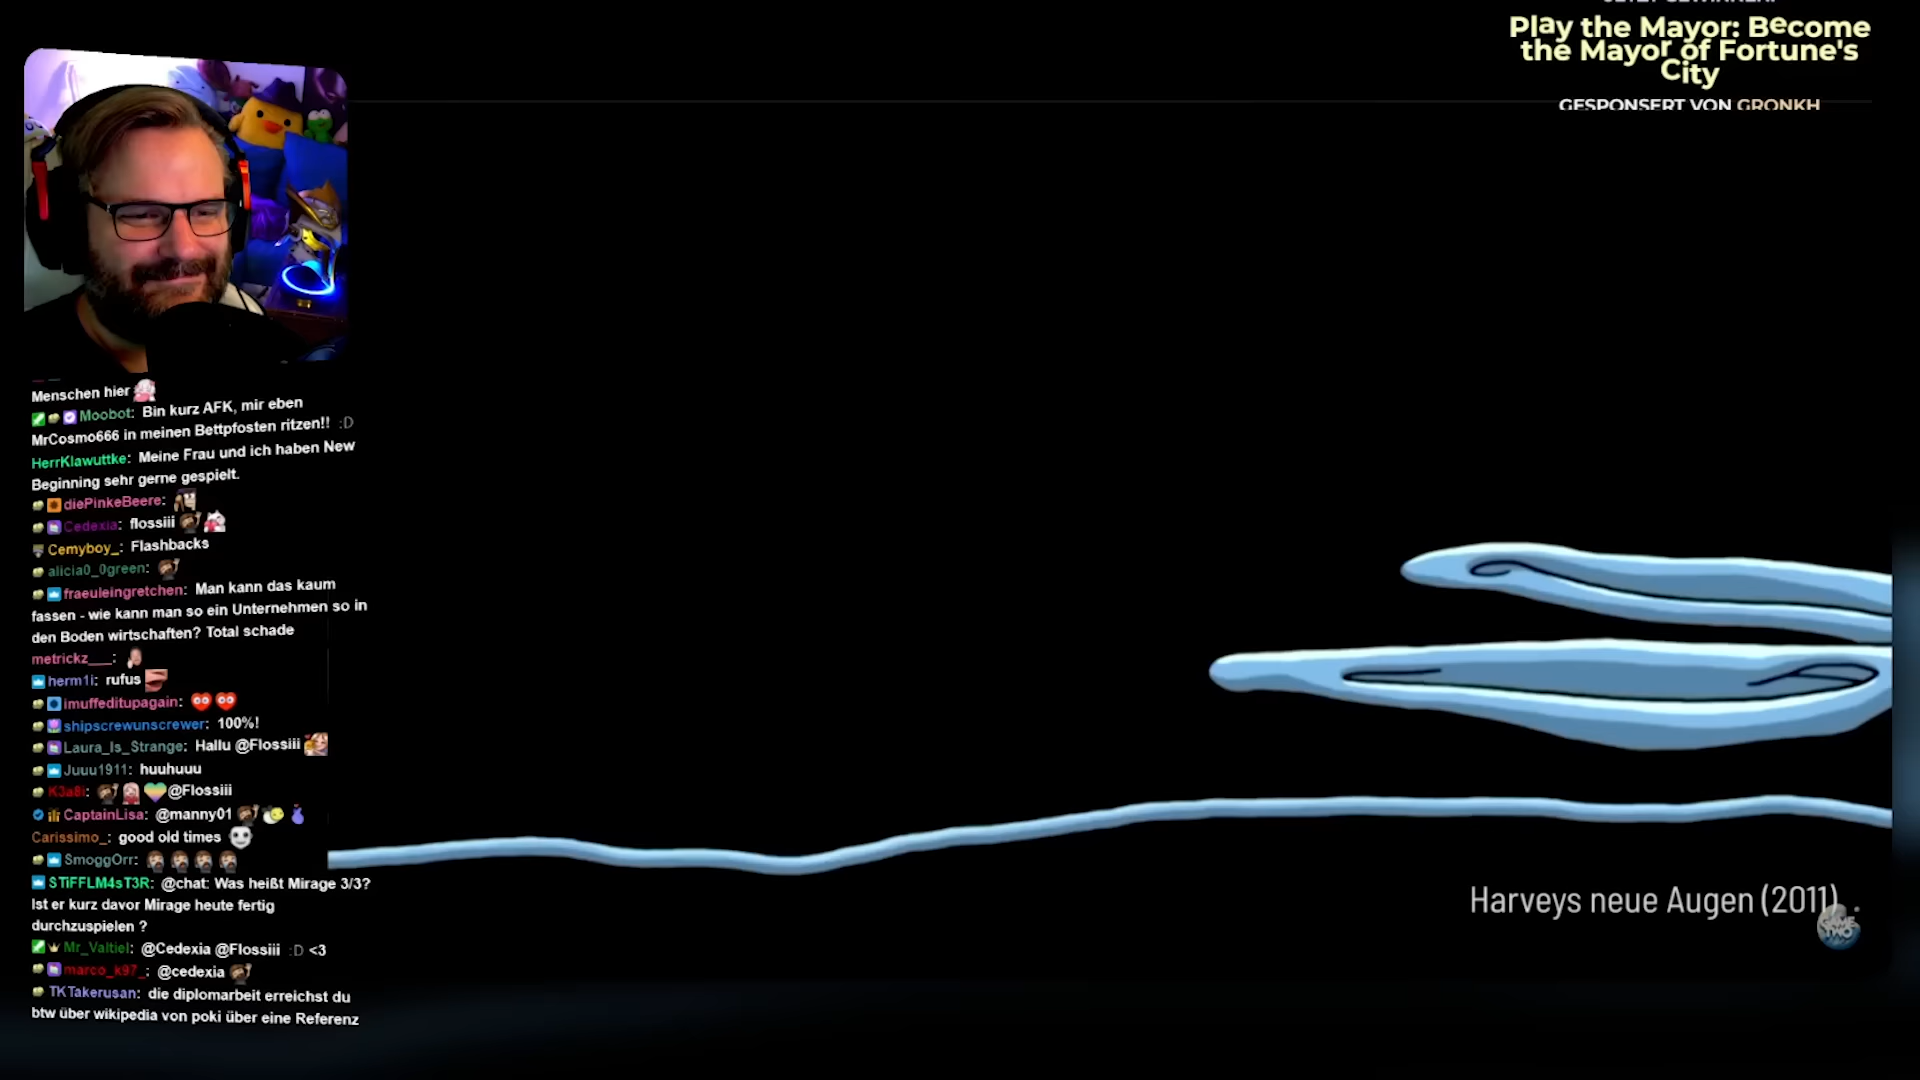 Play the Mayor: Become
the Mayor of Fortune's
City
GESPONSERT VON GRONKH
Menschen hier
Moobot: Bin kurz AFK, mir eben
MrCosmo666 in meinen Bettpfosten ritzen!! :D
HerrKlawuttke: Meine Frau und ich haben New
Beginning sehr gerne gespielt.
diePinkeBeere:
Cedexia: flossiii
Cemyboy_: Flashbacks
alicia0_0green:
fraeuleingretchen: Man kann das kaum
fassen - wie kann man so ein Unternehmen so in
den Boden wirtschaften? Total schade
metrickz___:
herm1i: rufus
imuffeditupagain:
shipscrewunscrewer: 100%!
Laura_Is_Strange: Hallu @Flossiii
Juuu1911: huuhuuu
K3a8i: @Flossiii
CaptainLisa: @manny01
Carissimo_: good old times
SmoggOrr:
STiFFLM4sT3R: @chat: Was heißt Mirage 3/3?
Ist er kurz davor Mirage heute fertig
durchzuspielen ?
Mr_Valtiel: @Cedexia @Flossiii :D <3
marco_k97_: @cedexia
TKTakerusan: die diplomarbeit erreichst du
btw über wikipedia von poki über eine Referenz
Harveys neue Augen (2011)
GAME
TWO